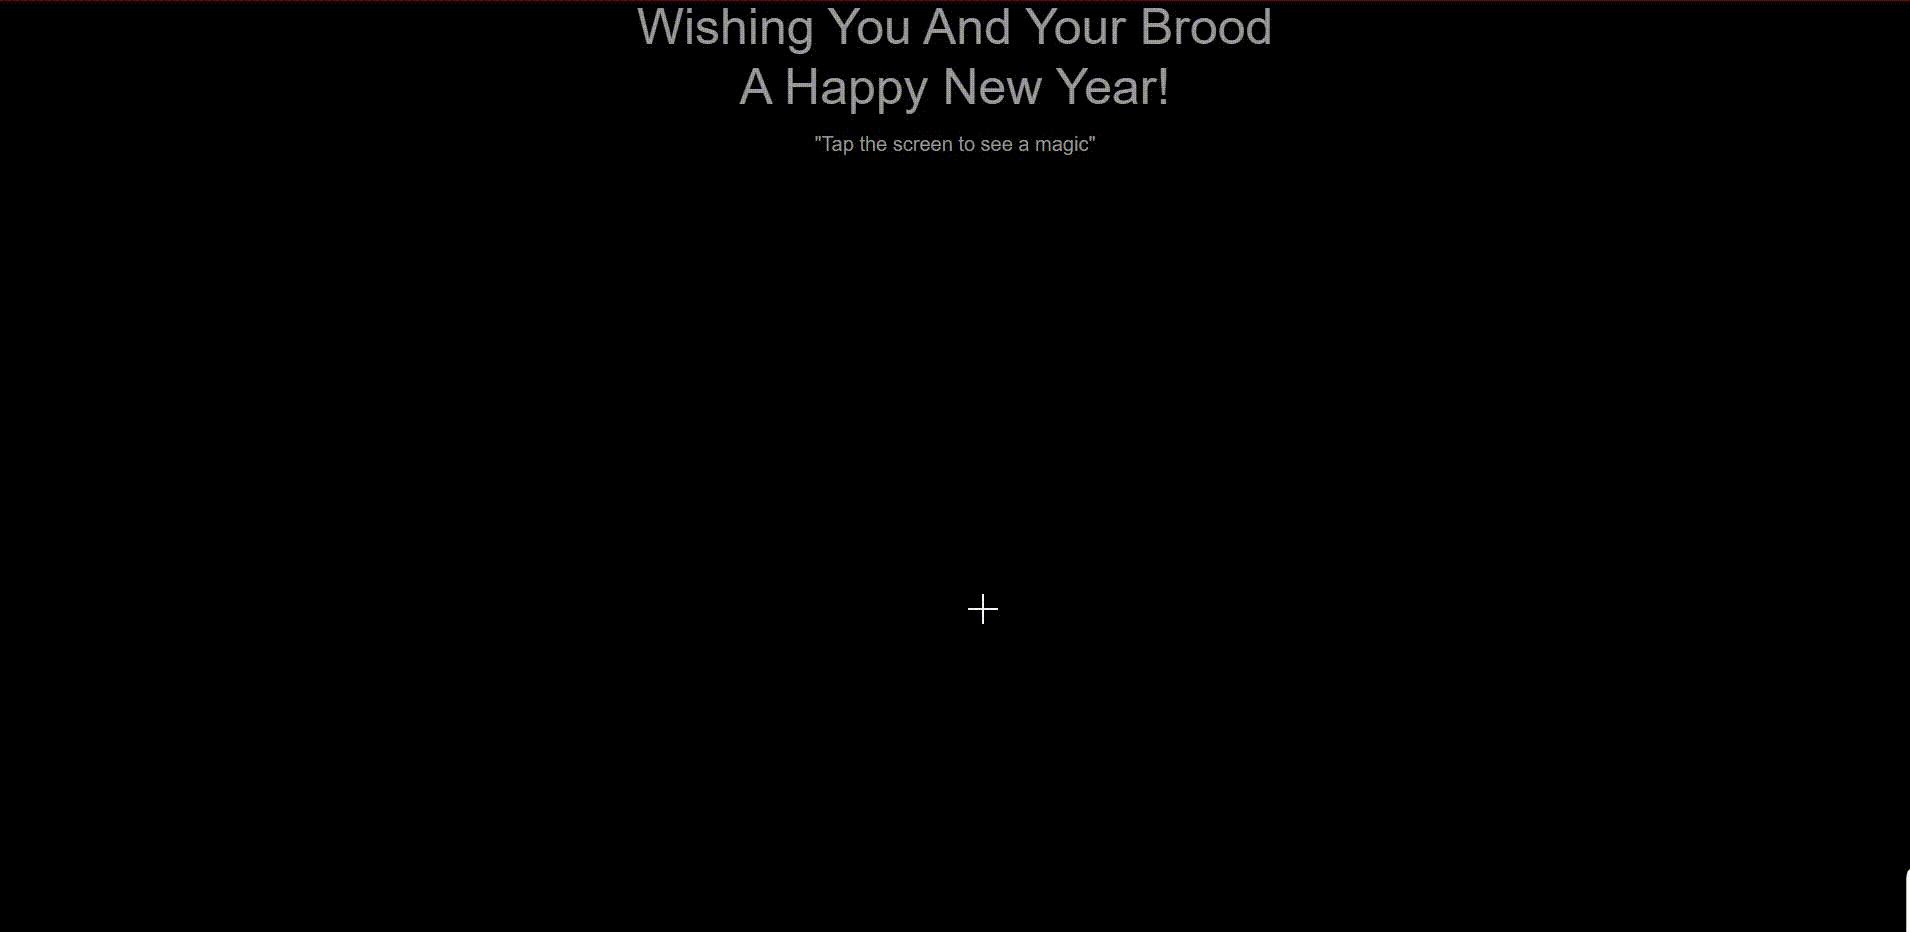 Wishing You And Your Brood
A Happy New Year!
"Tap the screen to see a magic"